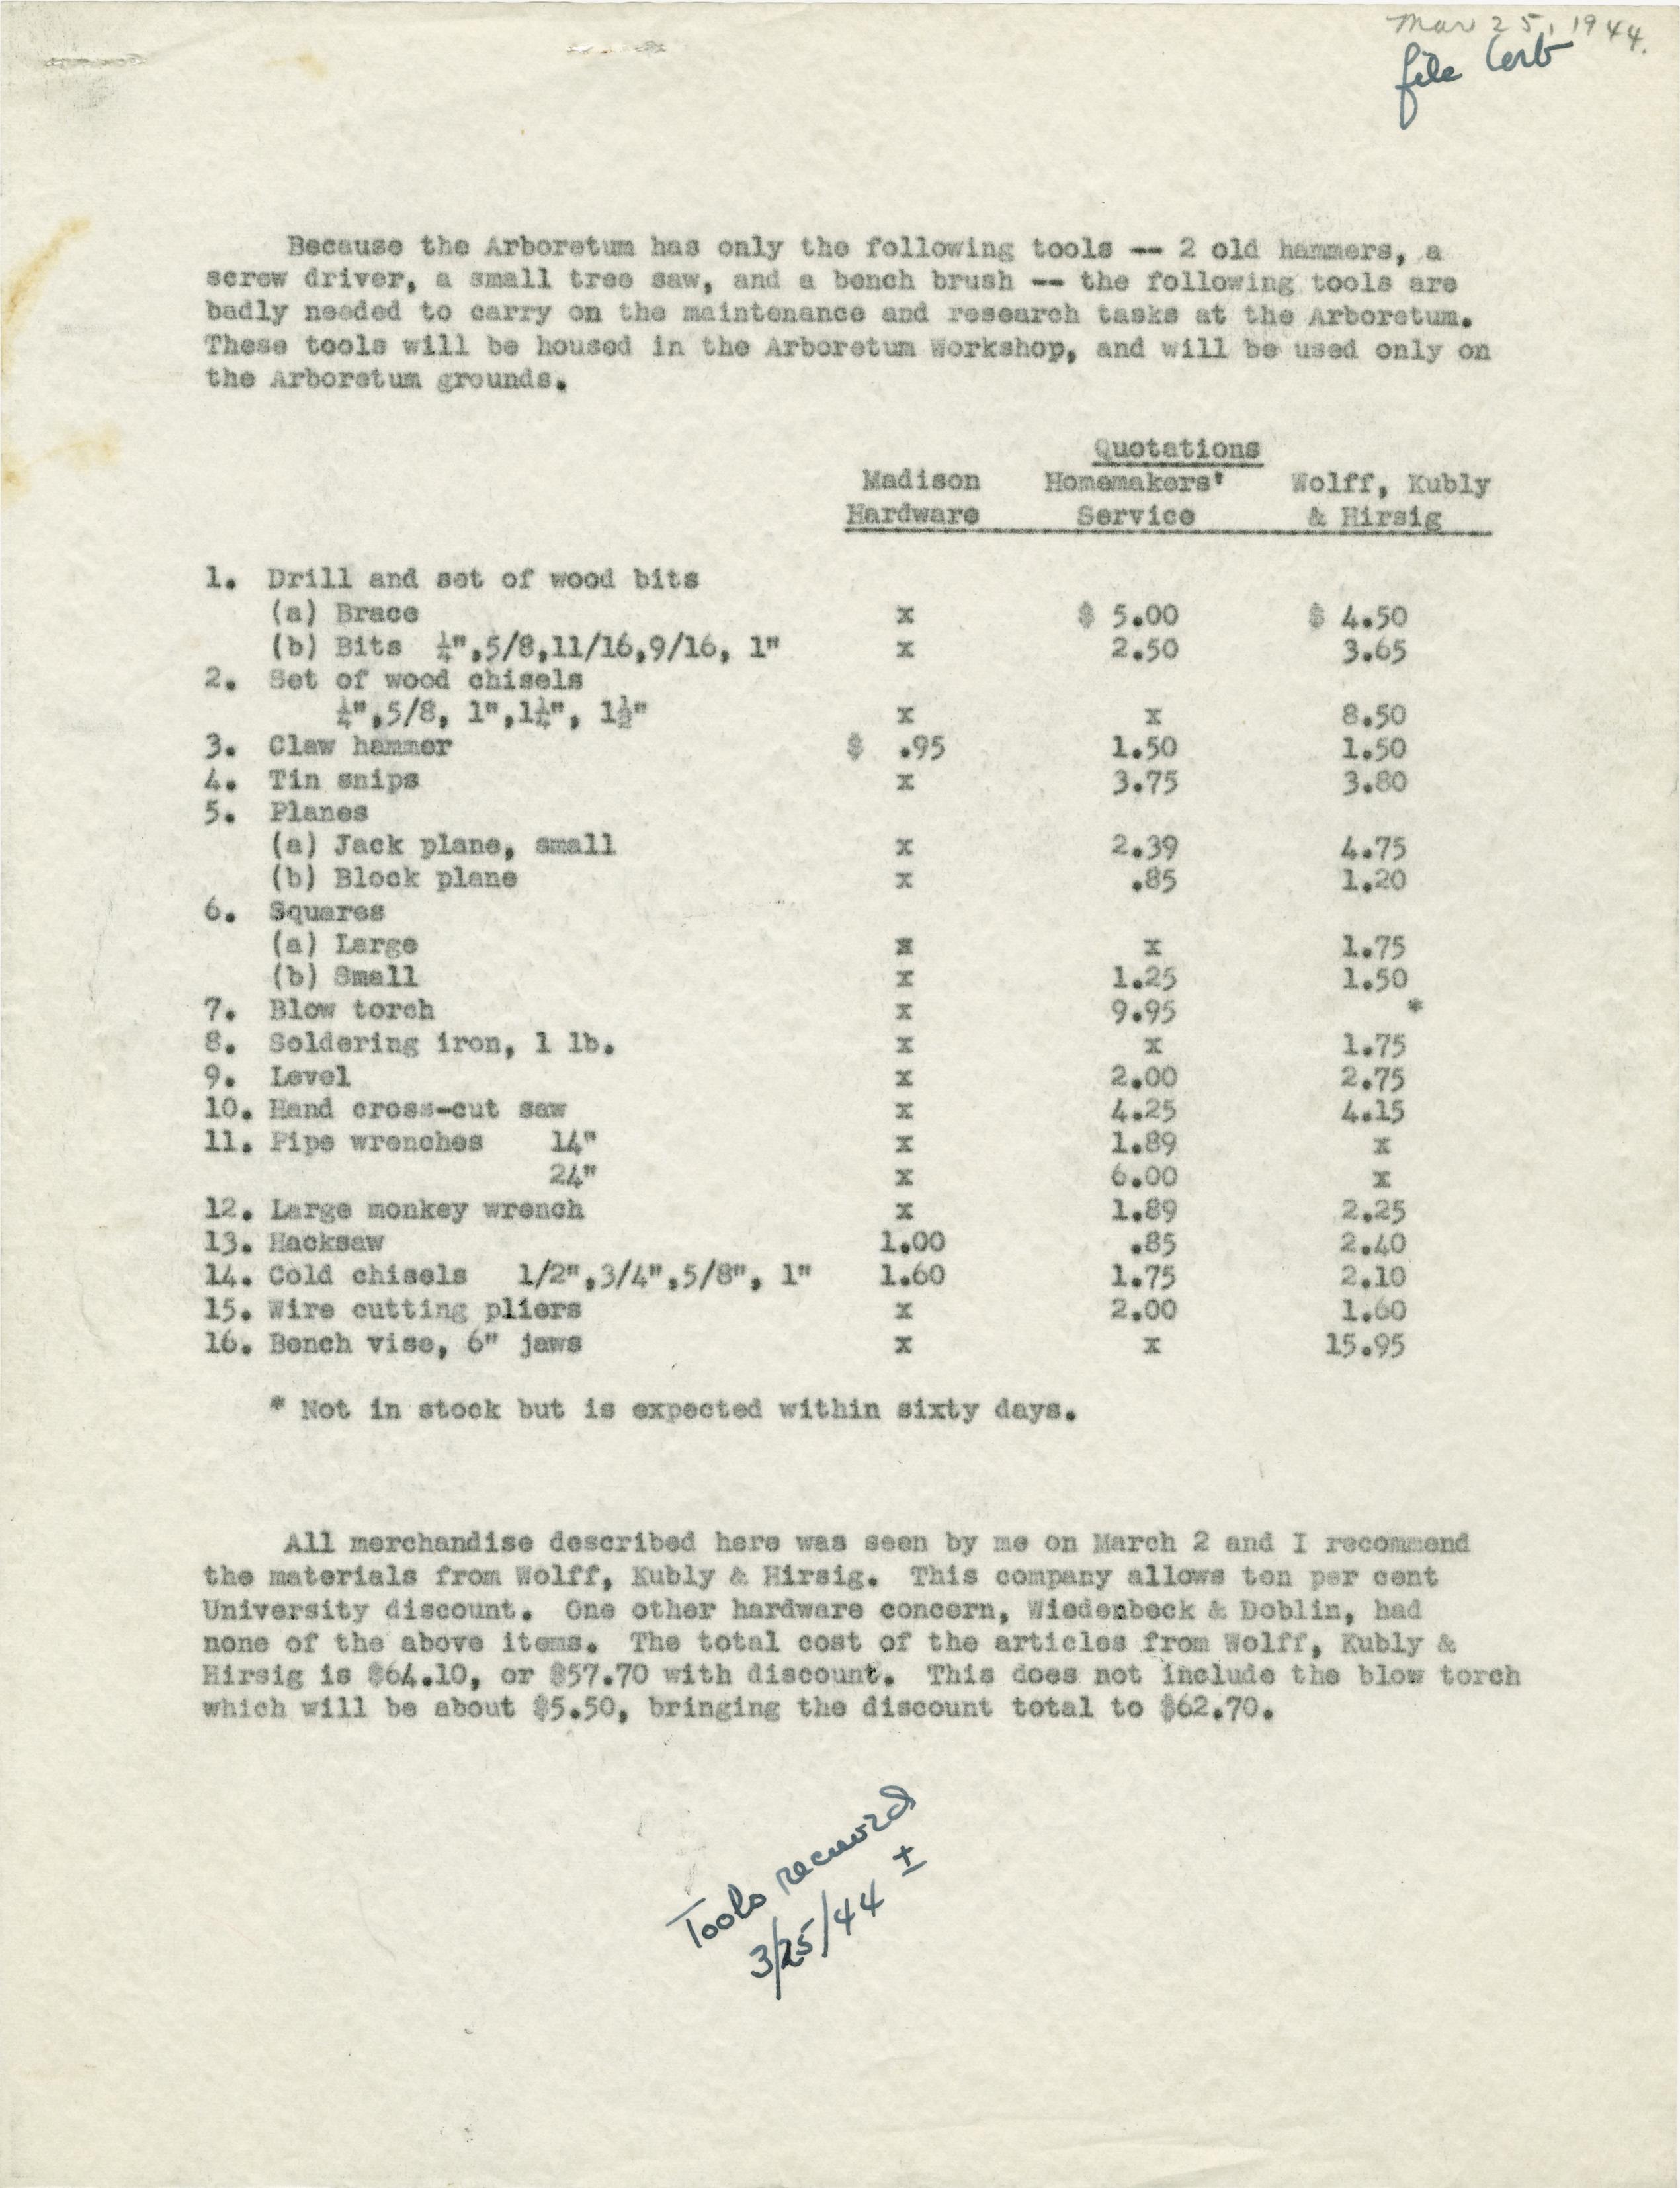 Mar 25, 1944.
file Corb
Because the Arboretum has only the following tools -- 2 old hammers, a
screw driver, a small tree saw, and a bench brush -- the following tools are
badly needed to carry on the maintenance and research tasks at the Arboretum.
These tools will be housed in the Arboretum Workshop, and will be used only on
the Arboretum grounds.
Quotations
Madison Homemakers' Wolff, Kubly
Hardware Service & Hirsig
1. Drill and set of wood bits
(a) Brace x $ 5.00 $ 4.50
(b) Bits ¼",5/8,11/16,9/16, 1" x 2.50 3.65
2. Set of wood chisels
¼",5/8, 1",1¼", 1½" x x 8.50
3. Claw hammer $ .95 1.50 1.50
4. Tin snips x 3.75 3.80
5. Planes
(a) Jack plane, small x 2.39 4.75
(b) Block plane x .85 1.20
6. Squares
(a) Large x x 1.75
(b) Small x 1.25 1.50
7. Blow torch x 9.95 *
8. Soldering iron, 1 lb. x x 1.75
9. Level x 2.00 2.75
10. Hand cross-cut saw x 4.25 4.15
11. Pipe wrenches 14" x 1.89 x
24" x 6.00 x
12. Large monkey wrench x 1.89 2.25
13. Hacksaw 1.00 .85 2.40
14. Cold chisels 1/2",3/4",5/8", 1" 1.60 1.75 2.10
15. Wire cutting pliers x 2.00 1.60
16. Bench vise, 6" jaws x x 15.95
* Not in stock but is expected within sixty days.
All merchandise described here was seen by me on March 2 and I recommend
the materials from Wolff, Kubly & Hirsig. This company allows ten per cent
University discount. One other hardware concern, Wiedenbeck & Doblin, had
none of the above items. The total cost of the articles from Wolff, Kubly &
Hirsig is $64.10, or $57.70 with discount. This does not include the blow torch
which will be about $5.50, bringing the discount total to $62.70.
Tools received
3/25/44 ±